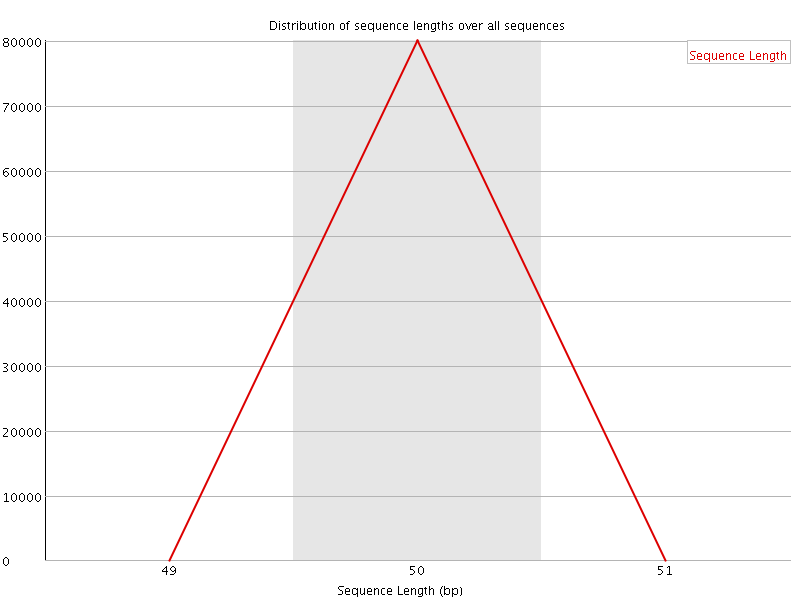 Distribution of sequence lengths over all sequences
Sequence Length
80000
70000
60000
50000
40000
30000
20000
10000
0
49 50 51
Sequence Length (bp)